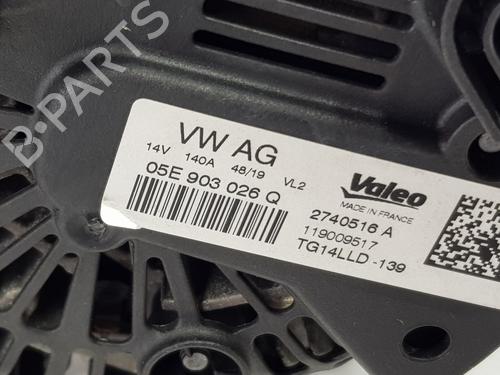 B-PARTS
VW AG
14V 140A 48/19 VL2
05E 903 026 Q
Valeo
MADE IN FRANCE
2740516 A
119009517
TG14LLD -139